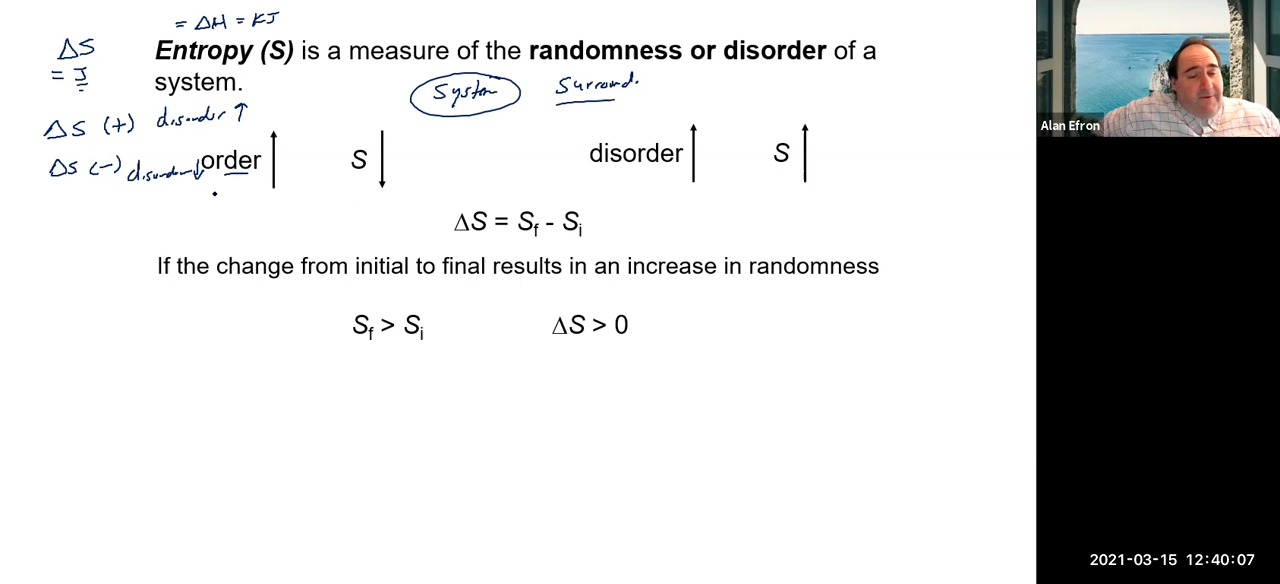 = ΔH = KJ
ΔS
= J
Entropy (S) is a measure of the randomness or disorder of a
system.
System
Surround.
ΔS (+) disorder ↑
ΔS (-) disorder ↓
order ↑ S ↓ disorder ↑ S ↑
ΔS = Sf - Si
If the change from initial to final results in an increase in randomness
Sf > Si ΔS > 0
Alan Efron
2021-03-15 12:40:07